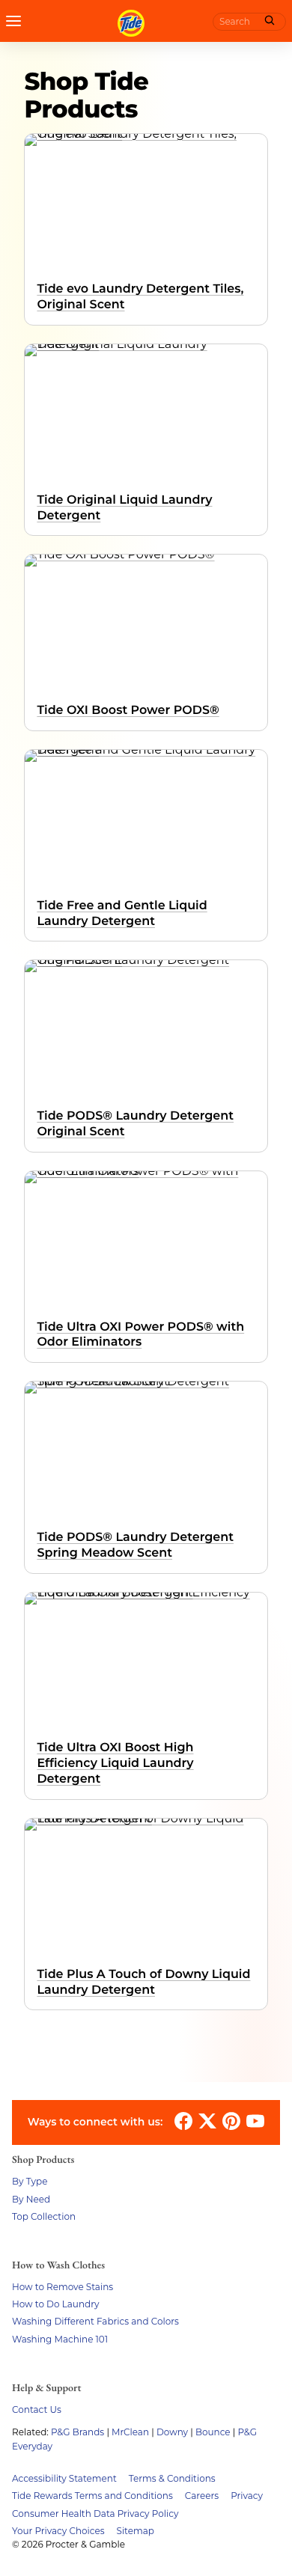 Tide
Search
Shop Tide
Products
Tide evo Laundry Detergent Tiles,
Original Scent
Tide Original Liquid Laundry
Detergent
Tide OXI Boost Power PODS®
Tide OXI Boost Power PODS®
Tide Free and Gentle Liquid
Laundry Detergent
Tide PODS® Laundry Detergent
Original Scent
Tide Ultra OXI Power PODS® with
Odor Eliminators
Tide PODS® Laundry Detergent
Spring Meadow Scent
Tide Ultra OXI Boost High
Efficiency Liquid Laundry
Detergent
Tide Plus A Touch of Downy Liquid
Laundry Detergent
Ways to connect with us:
Shop Products
By Type
By Need
Top Collection
How to Wash Clothes
How to Remove Stains
How to Do Laundry
Washing Different Fabrics and Colors
Washing Machine 101
Help & Support
Contact Us
Related: P&G Brands | MrClean | Downy | Bounce | P&G
Everyday
Accessibility Statement Terms & Conditions
Tide Rewards Terms and Conditions Careers Privacy
Consumer Health Data Privacy Policy
Your Privacy Choices Sitemap
© 2026 Procter & Gamble